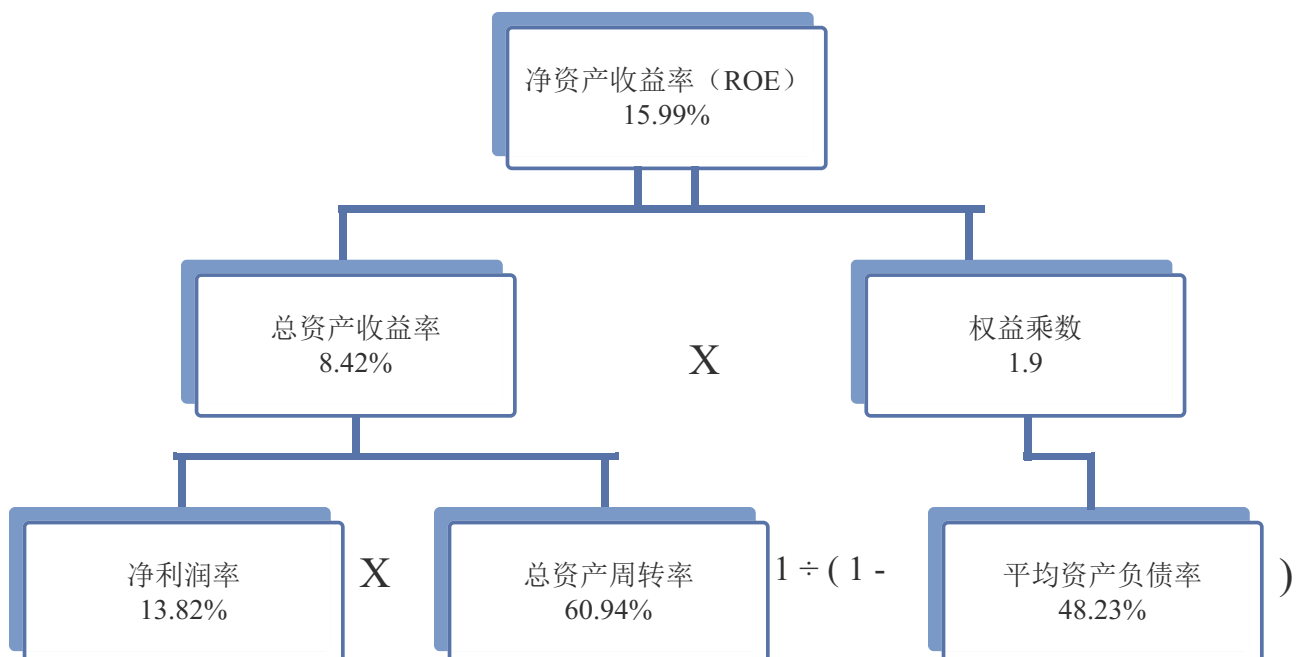 净资产收益率（ROE）
15.99%
总资产收益率
8.42%
X
权益乘数
1.9
净利润率
13.82%
X
总资产周转率
60.94%
1 ÷ ( 1 -
平均资产负债率
48.23%
)